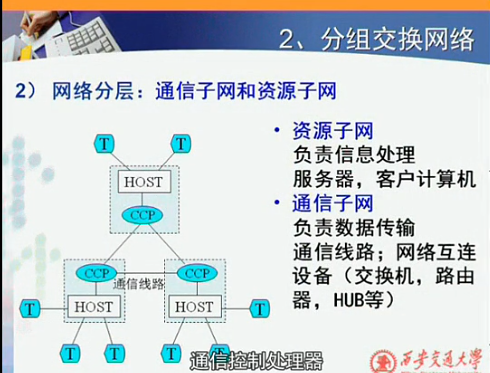 2、分组交换网络
2） 网络分层：通信子网和资源子网
T
T
HOST
CCP
CCP
CCP
通信线路
T
HOST
HOST
T
T
T
T
T
• 资源子网
负责信息处理
服务器，客户计算机
• 通信子网
负责数据传输
通信线路；网络互连
设备（交换机，路由
器，HUB等）
通信控制处理器
西安交通大学